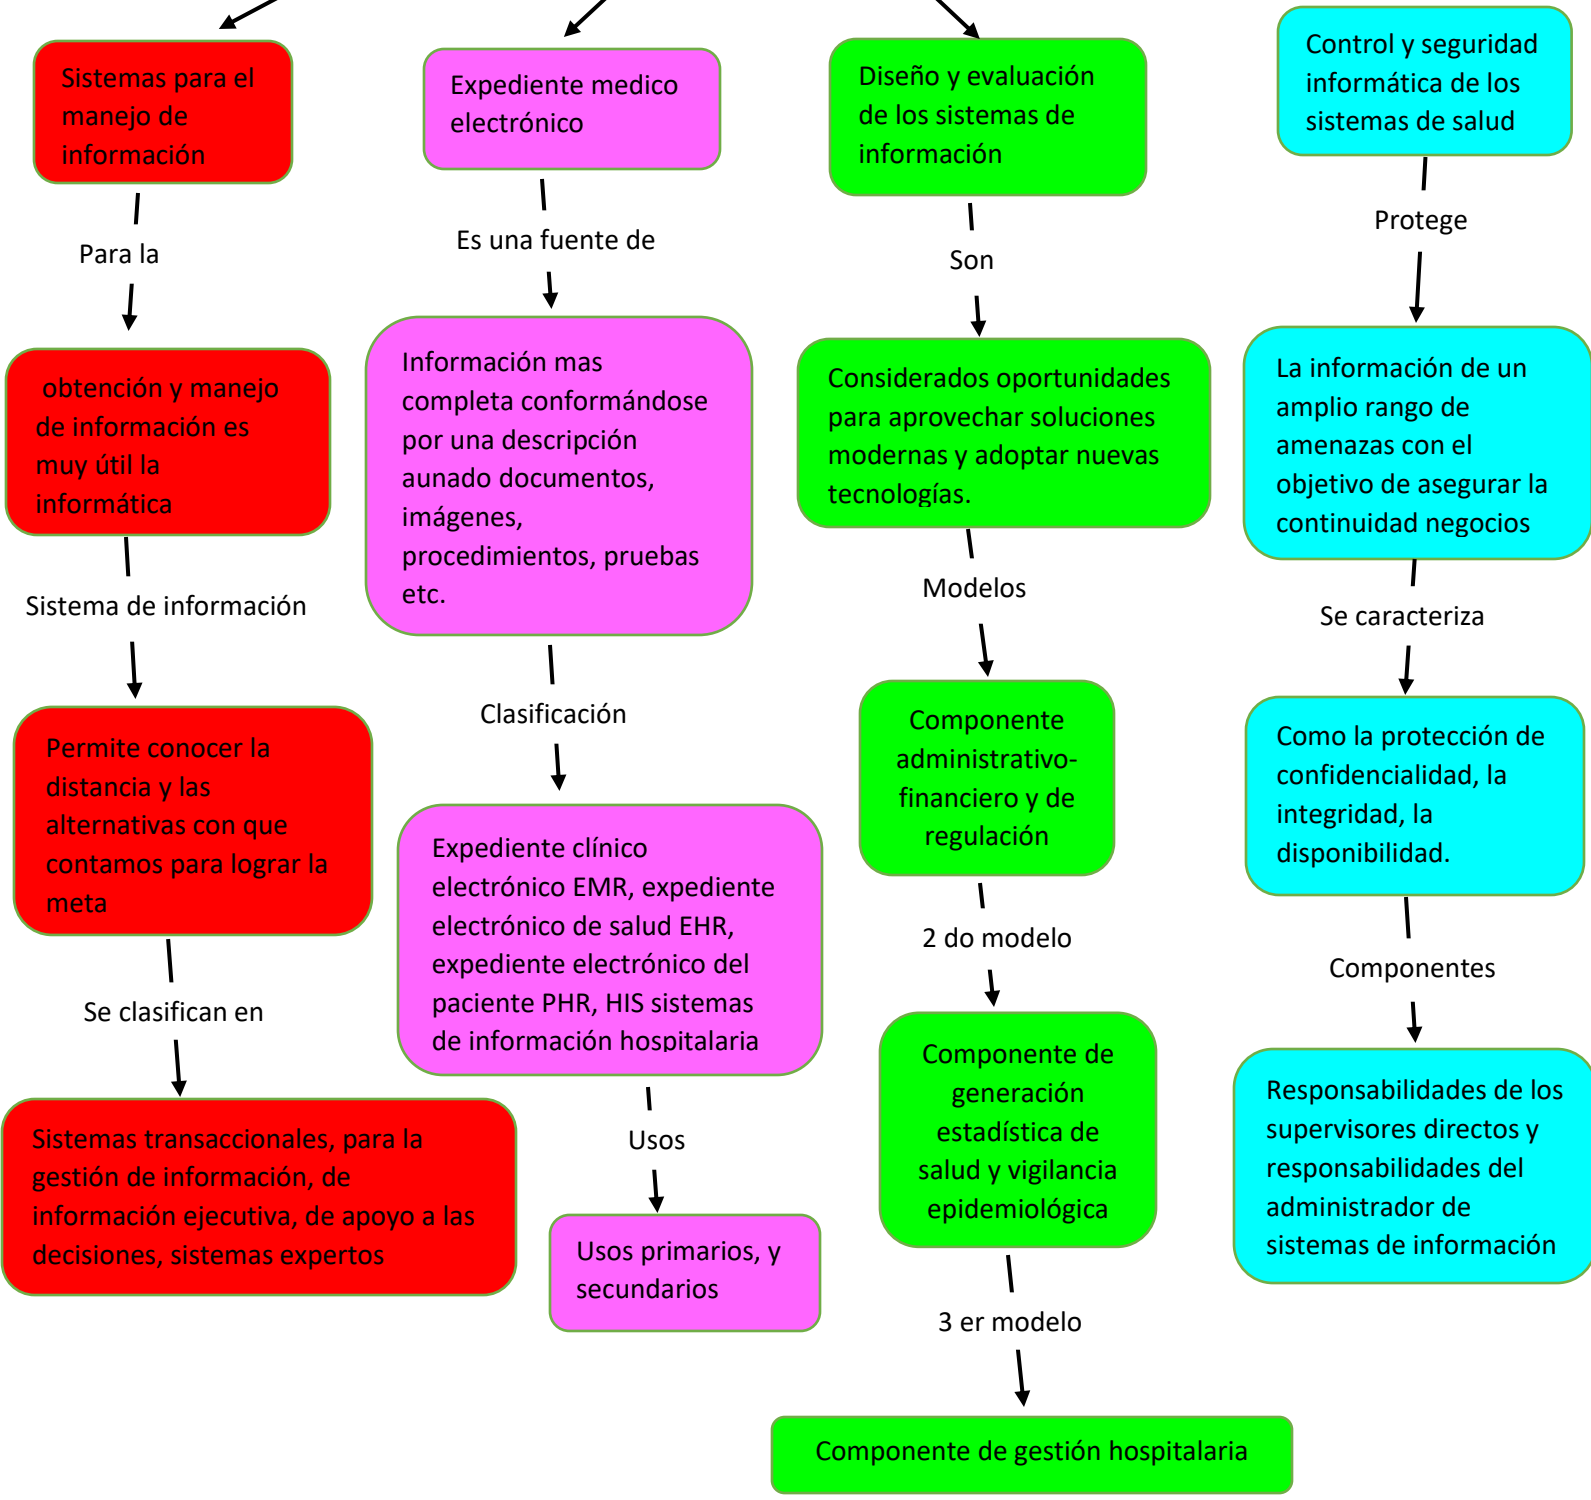 Sistemas para el
manejo de
información
Para la
obtención y manejo
de información es
muy útil la
informática
Sistema de información
Permite conocer la
distancia y las
alternativas con que
contamos para lograr la
meta
Se clasifican en
Sistemas transaccionales, para la
gestión de información, de
información ejecutiva, de apoyo a las
decisiones, sistemas expertos
Expediente medico
electrónico
Es una fuente de
Información mas
completa conformándose
por una descripción
aunado documentos,
imágenes,
procedimientos, pruebas
etc.
Clasificación
Expediente clínico
electrónico EMR, expediente
electrónico de salud EHR,
expediente electrónico del
paciente PHR, HIS sistemas
de información hospitalaria
Usos
Usos primarios, y
secundarios
Diseño y evaluación
de los sistemas de
información
Son
Considerados oportunidades
para aprovechar soluciones
modernas y adoptar nuevas
tecnologías.
Modelos
Componente
administrativo-
financiero y de
regulación
2 do modelo
Componente de
generación
estadística de
salud y vigilancia
epidemiológica
3 er modelo
Componente de gestión hospitalaria
Control y seguridad
informática de los
sistemas de salud
Protege
La información de un
amplio rango de
amenazas con el
objetivo de asegurar la
continuidad negocios
Se caracteriza
Como la protección de
confidencialidad, la
integridad, la
disponibilidad.
Componentes
Responsabilidades de los
supervisores directos y
responsabilidades del
administrador de
sistemas de información